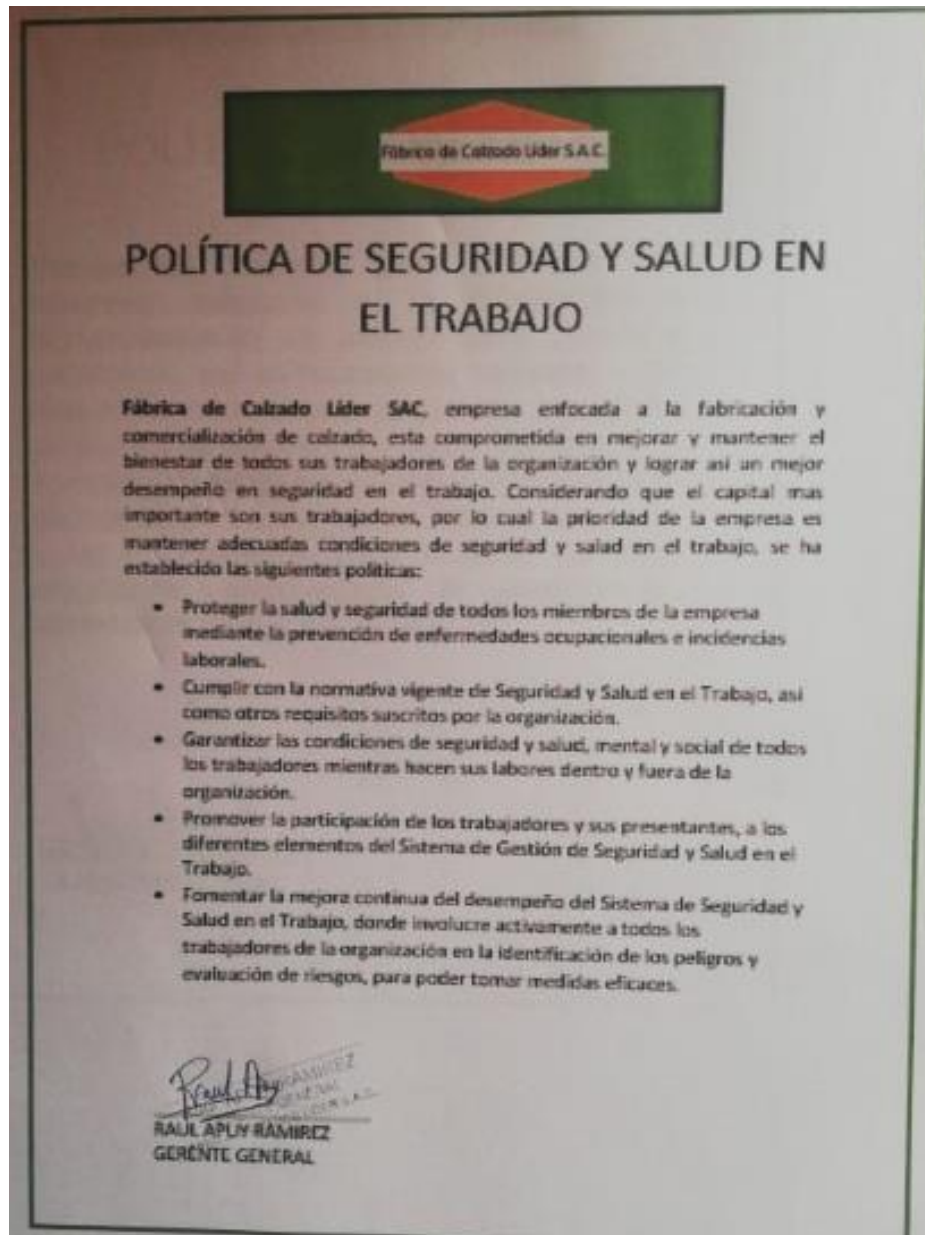 Fábrica de Calzado Lider S.A.C.
POLÍTICA DE SEGURIDAD Y SALUD EN
EL TRABAJO
Fábrica de Calzado Lider SAC, empresa enfocada a la fabricación y
comercialización de calzado, esta comprometida en mejorar y mantener el
bienestar de todos sus trabajadores de la organización y lograr asi un mejor
desempeño en seguridad en el trabajo. Considerando que el capital mas
importante son sus trabajadores, por lo cual la prioridad de la empresa es
mantener adecuadas condiciones de seguridad y salud en el trabajo, se ha
establecido las siguientes políticas:
• Proteger la salud y seguridad de todos los miembros de la empresa
mediante la prevención de enfermedades ocupacionales e incidencias
laborales.
• Cumplir con la normativa vigente de Seguridad y Salud en el Trabajo, así
como otros requisitos suscritos por la organización.
• Garantizar las condiciones de seguridad y salud, mental y social de todos
los trabajadores mientras hacen sus labores dentro y fuera de la
organización.
• Promover la participación de los trabajadores y sus presentantes, a los
diferentes elementos del Sistema de Gestión de Seguridad y Salud en el
Trabajo.
• Fomentar la mejora continua del desempeño del Sistema de Seguridad y
Salud en el Trabajo, donde involucre activamente a todos los
trabajadores de la organización en la identificación de los peligros y
evaluación de riesgos, para poder tomar medidas eficaces.
RAMIREZ
RAUL APUY RAMIREZ
GERENTE GENERAL